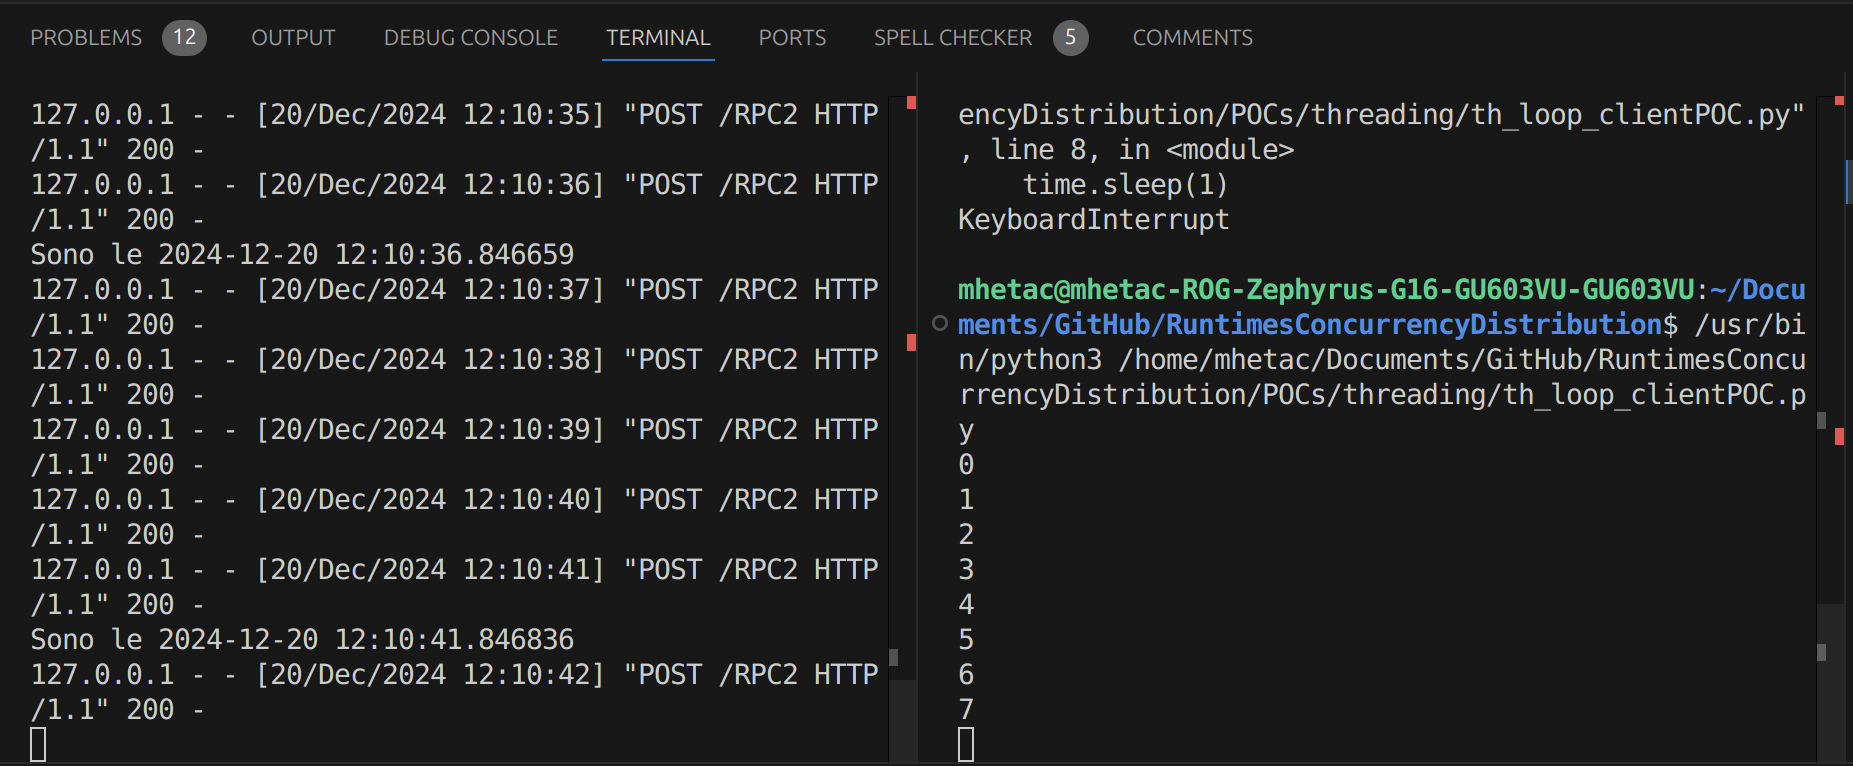 PROBLEMS 12 OUTPUT DEBUG CONSOLE TERMINAL PORTS SPELL CHECKER 5 COMMENTS
127.0.0.1 - - [20/Dec/2024 12:10:35] "POST /RPC2 HTTP
/1.1" 200 -
127.0.0.1 - - [20/Dec/2024 12:10:36] "POST /RPC2 HTTP
/1.1" 200 -
Sono le 2024-12-20 12:10:36.846659
127.0.0.1 - - [20/Dec/2024 12:10:37] "POST /RPC2 HTTP
/1.1" 200 -
127.0.0.1 - - [20/Dec/2024 12:10:38] "POST /RPC2 HTTP
/1.1" 200 -
127.0.0.1 - - [20/Dec/2024 12:10:39] "POST /RPC2 HTTP
/1.1" 200 -
127.0.0.1 - - [20/Dec/2024 12:10:40] "POST /RPC2 HTTP
/1.1" 200 -
127.0.0.1 - - [20/Dec/2024 12:10:41] "POST /RPC2 HTTP
/1.1" 200 -
Sono le 2024-12-20 12:10:41.846836
127.0.0.1 - - [20/Dec/2024 12:10:42] "POST /RPC2 HTTP
/1.1" 200 -
encyDistribution/POCs/threading/th_loop_clientPOC.py"
, line 8, in <module>
    time.sleep(1)
KeyboardInterrupt
mhetac@mhetac-ROG-Zephyrus-G16-GU603VU-GU603VU:~/Docu
ments/GitHub/RuntimesConcurrencyDistribution$ /usr/bi
n/python3 /home/mhetac/Documents/GitHub/RuntimesConcu
rrencyDistribution/POCs/threading/th_loop_clientPOC.p
y
0
1
2
3
4
5
6
7